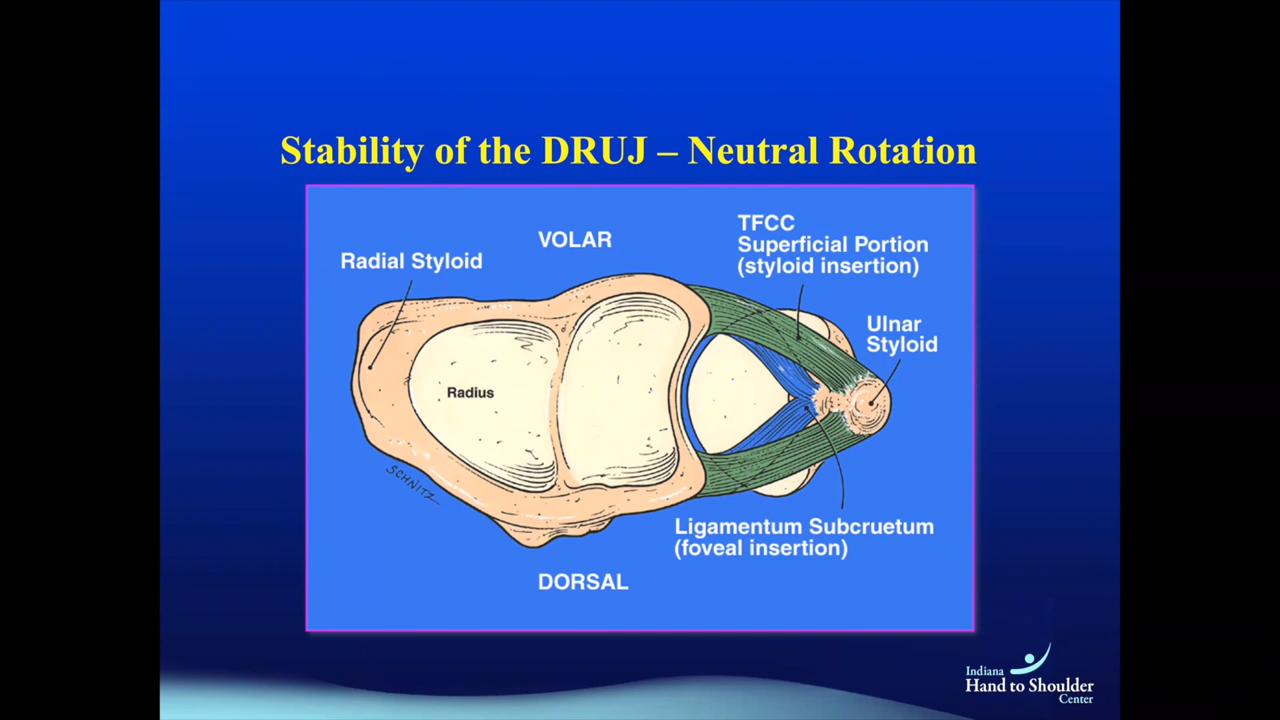 Stability of the DRUJ – Neutral Rotation
TFCC
Superficial Portion
(styloid insertion)
VOLAR
Radial Styloid
Ulnar
Styloid
Radius
SCHNITZ
Ligamentum Subcruetum
(foveal insertion)
DORSAL
Indiana
Hand to Shoulder
Center